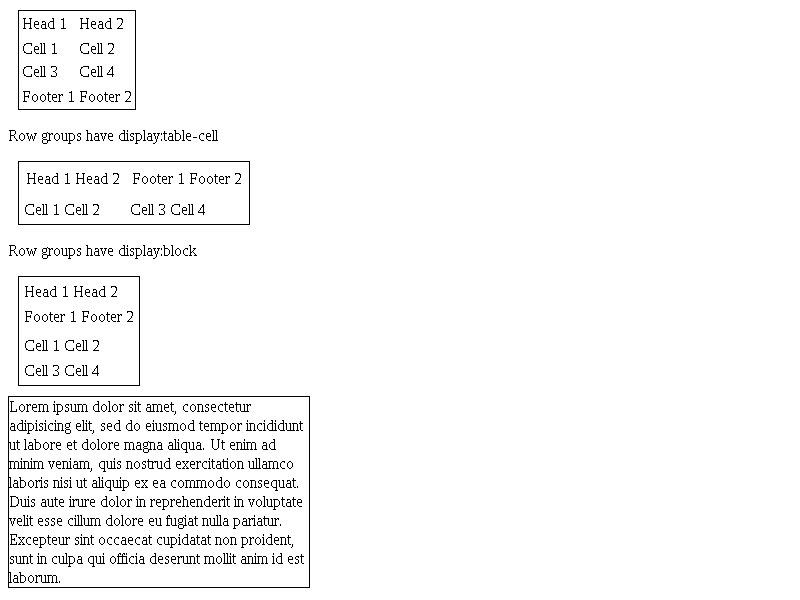 Head 1 Head 2
Cell 1 Cell 2
Cell 3 Cell 4
Footer 1 Footer 2
Row groups have display:table-cell
Head 1 Head 2 Footer 1 Footer 2
Cell 1 Cell 2 Cell 3 Cell 4
Row groups have display:block
Head 1 Head 2
Footer 1 Footer 2
Cell 1 Cell 2
Cell 3 Cell 4
Lorem ipsum dolor sit amet, consectetur
adipisicing elit, sed do eiusmod tempor incididunt
ut labore et dolore magna aliqua. Ut enim ad
minim veniam, quis nostrud exercitation ullamco
laboris nisi ut aliquip ex ea commodo consequat.
Duis aute irure dolor in reprehenderit in voluptate
velit esse cillum dolore eu fugiat nulla pariatur.
Excepteur sint occaecat cupidatat non proident,
sunt in culpa qui officia deserunt mollit anim id est
laborum.